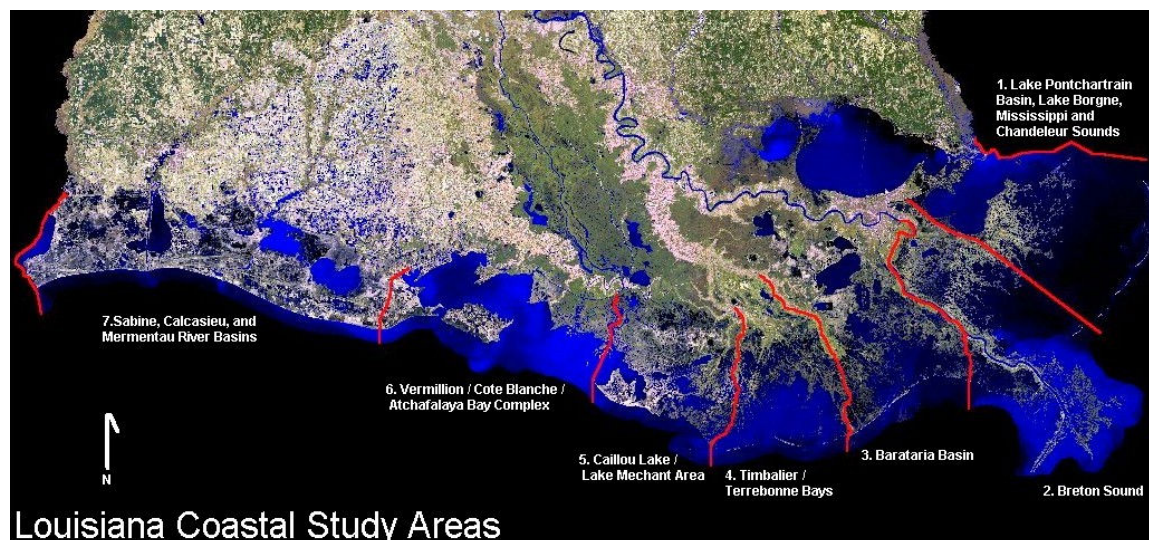 1. Lake Pontchartrain
Basin, Lake Borgne,
Mississippi and
Chandeleur Sounds
7.Sabine, Calcasieu, and
Mermentau River Basins
6. Vermillion / Cote Blanche /
Atchafalaya Bay Complex
5. Caillou Lake /
Lake Mechant Area
4. Timbalier /
Terrebonne Bays
3. Barataria Basin
2. Breton Sound
N
Louisiana Coastal Study Areas